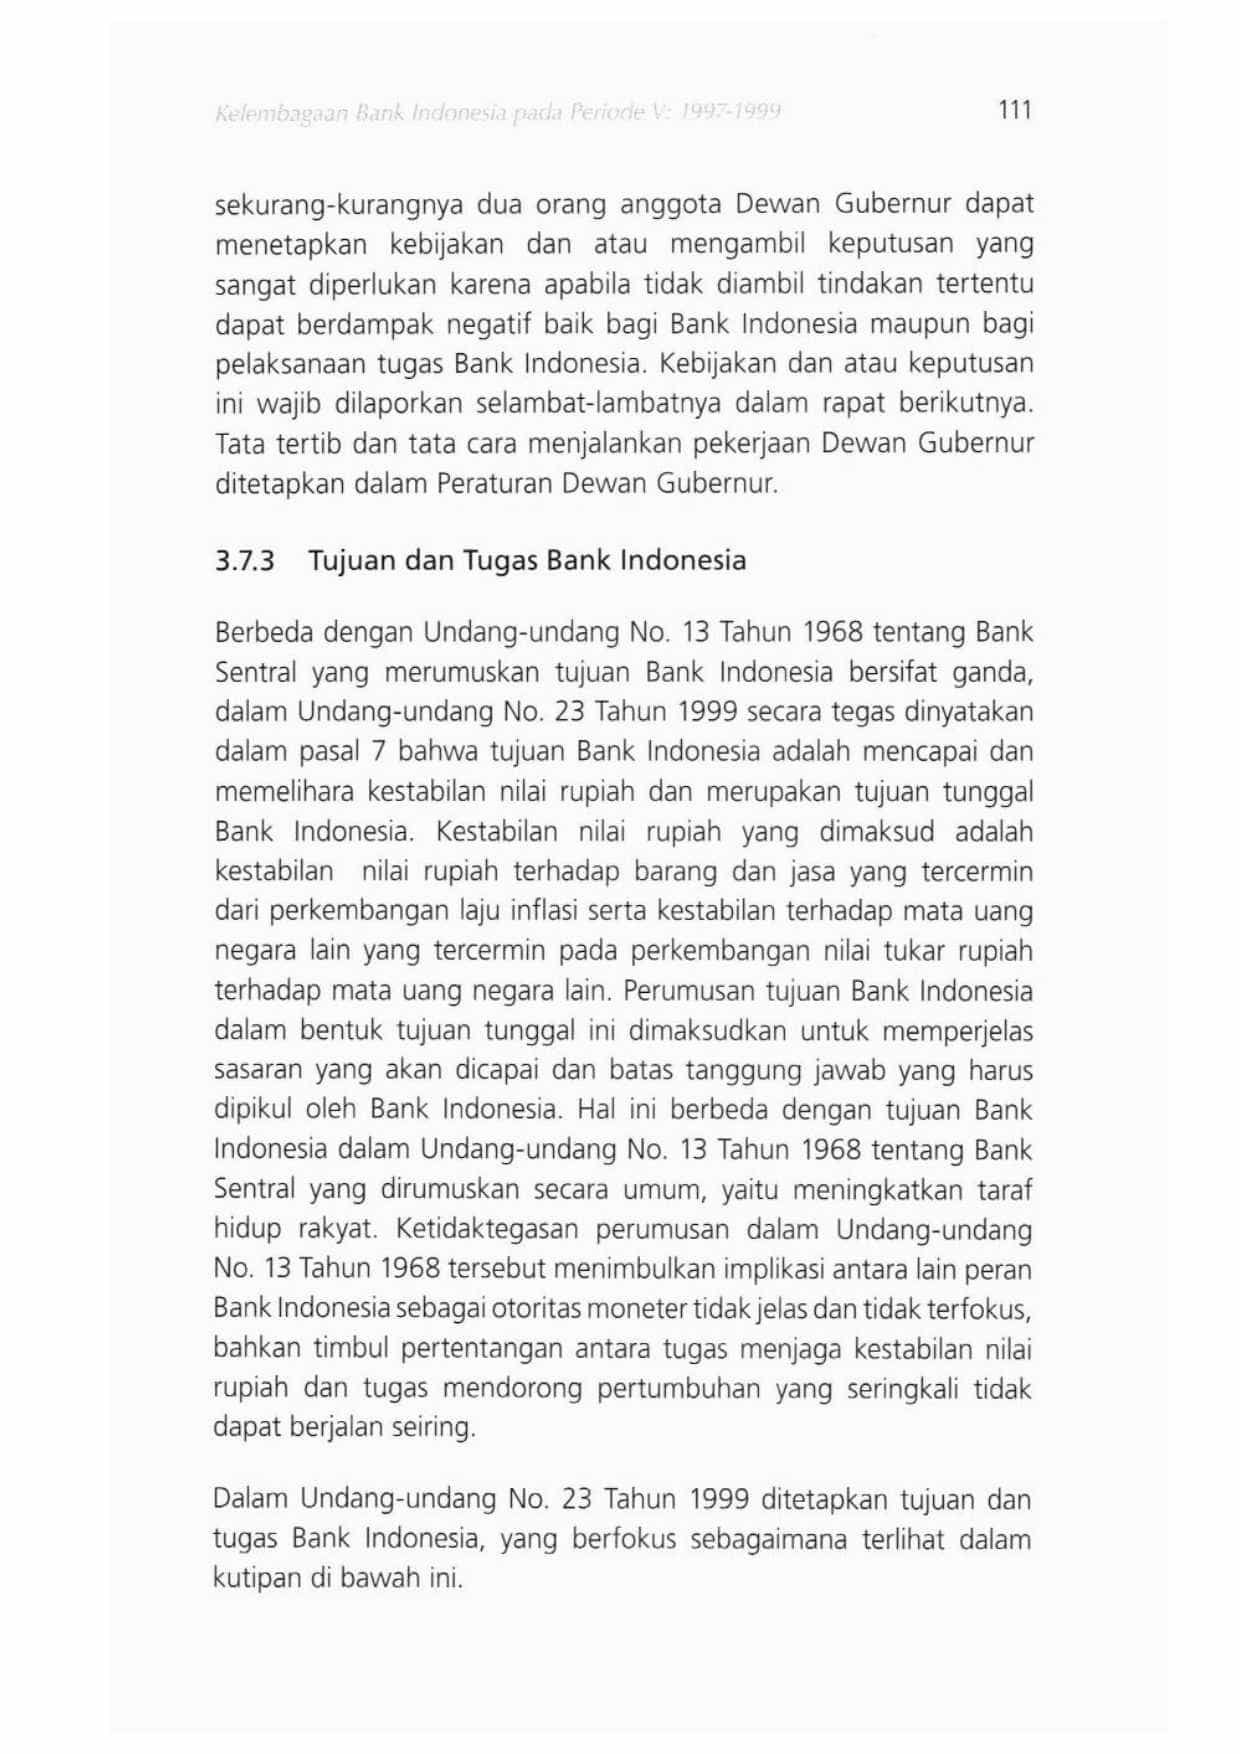 Kelembagaan Bank Indonesia pada Periode V: 1997-1999 111
sekurang-kurangnya dua orang anggota Dewan Gubernur dapat
menetapkan kebijakan dan atau mengambil keputusan yang
sangat diperlukan karena apabila tidak diambil tindakan tertentu
dapat berdampak negatif baik bagi Bank Indonesia maupun bagi
pelaksanaan tugas Bank Indonesia. Kebijakan dan atau keputusan
ini wajib dilaporkan selambat-lambatnya dalam rapat berikutnya.
Tata tertib dan tata cara menjalankan pekerjaan Dewan Gubernur
ditetapkan dalam Peraturan Dewan Gubernur.
3.7.3 Tujuan dan Tugas Bank Indonesia
Berbeda dengan Undang-undang No. 13 Tahun 1968 tentang Bank
Sentral yang merumuskan tujuan Bank Indonesia bersifat ganda,
dalam Undang-undang No. 23 Tahun 1999 secara tegas dinyatakan
dalam pasal 7 bahwa tujuan Bank Indonesia adalah mencapai dan
memelihara kestabilan nilai rupiah dan merupakan tujuan tunggal
Bank Indonesia. Kestabilan nilai rupiah yang dimaksud adalah
kestabilan nilai rupiah terhadap barang dan jasa yang tercermin
dari perkembangan laju inflasi serta kestabilan terhadap mata uang
negara lain yang tercermin pada perkembangan nilai tukar rupiah
terhadap mata uang negara lain. Perumusan tujuan Bank Indonesia
dalam bentuk tujuan tunggal ini dimaksudkan untuk memperjelas
sasaran yang akan dicapai dan batas tanggung jawab yang harus
dipikul oleh Bank Indonesia. Hal ini berbeda dengan tujuan Bank
Indonesia dalam Undang-undang No. 13 Tahun 1968 tentang Bank
Sentral yang dirumuskan secara umum, yaitu meningkatkan taraf
hidup rakyat. Ketidaktegasan perumusan dalam Undang-undang
No. 13 Tahun 1968 tersebut menimbulkan implikasi antara lain peran
Bank Indonesia sebagai otoritas moneter tidak jelas dan tidak terfokus,
bahkan timbul pertentangan antara tugas menjaga kestabilan nilai
rupiah dan tugas mendorong pertumbuhan yang seringkali tidak
dapat berjalan seiring.
Dalam Undang-undang No. 23 Tahun 1999 ditetapkan tujuan dan
tugas Bank Indonesia, yang berfokus sebagaimana terlihat dalam
kutipan di bawah ini.